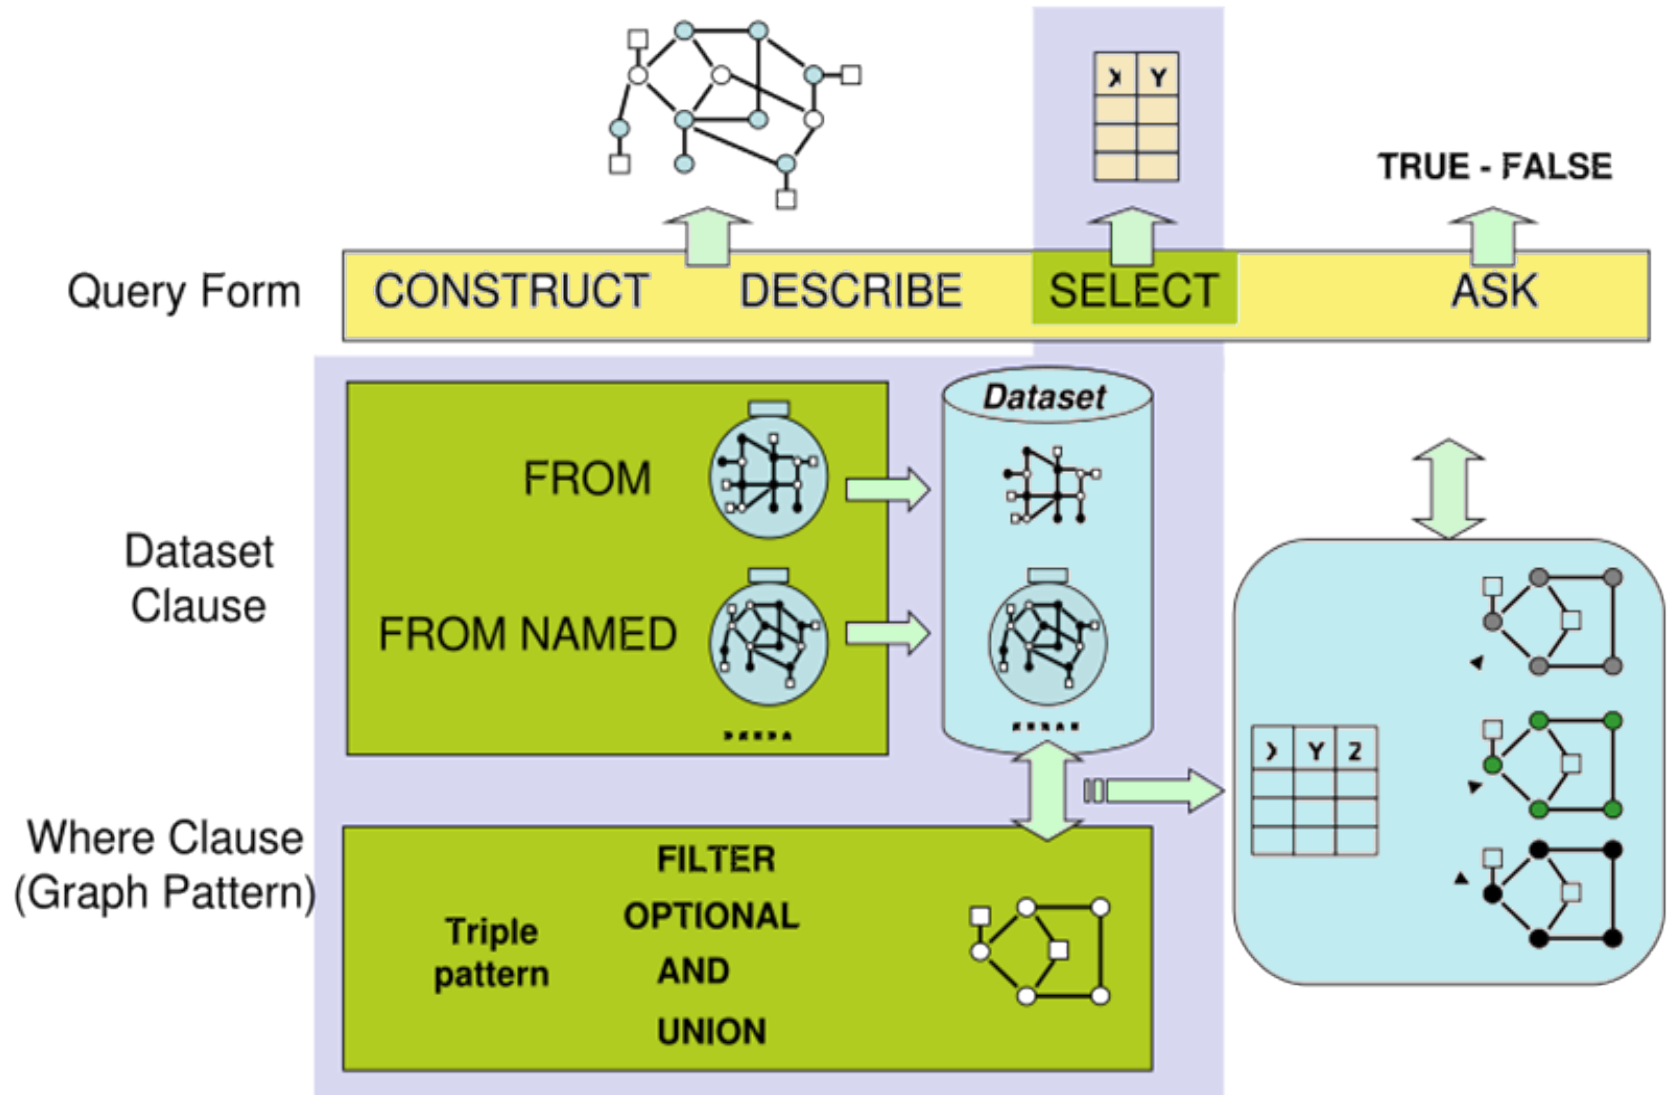 X Y
TRUE - FALSE
Query Form
CONSTRUCT DESCRIBE SELECT ASK
Dataset
FROM
Dataset
Clause
FROM NAMED
X Y Z
Where Clause
(Graph Pattern)
FILTER
OPTIONAL
Triple
pattern
AND
UNION